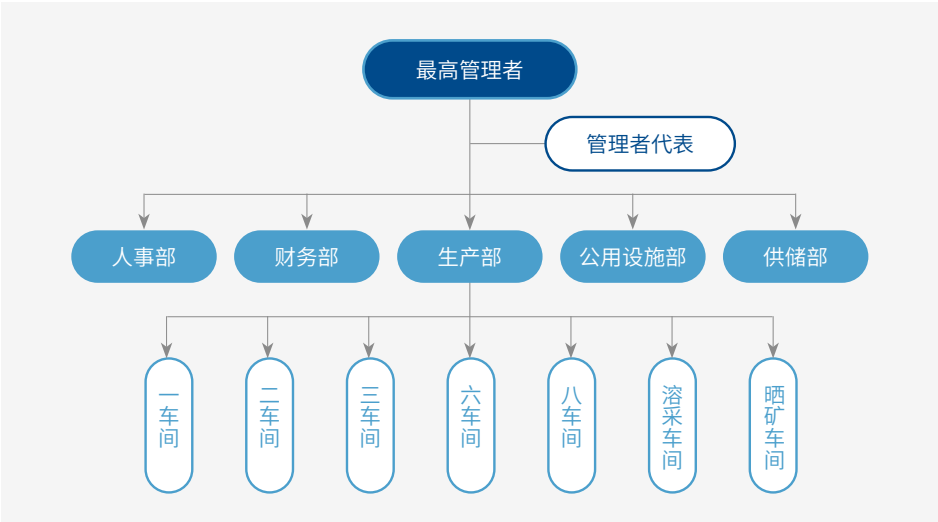 最高管理者
管理者代表
人事部
财务部
生产部
公用设施部
供储部
一车间
二车间
三车间
六车间
八车间
溶采车间
晒矿车间